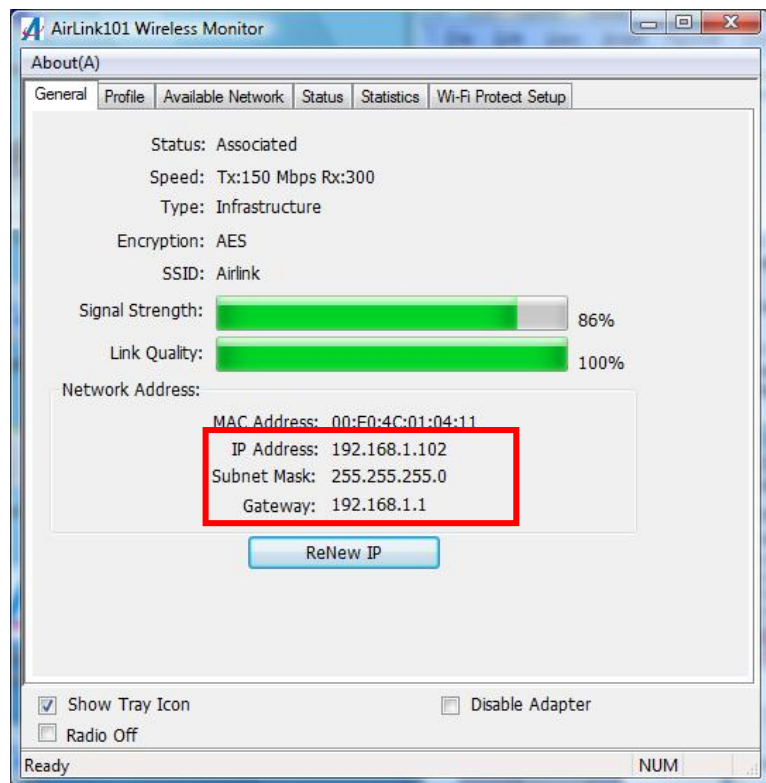 AirLink101 Wireless Monitor
About(A)
General Profile Available Network Status Statistics Wi-Fi Protect Setup
Status: Associated
Speed: Tx:150 Mbps Rx:300
Type: Infrastructure
Encryption: AES
SSID: Airlink
Signal Strength: 86%
Link Quality: 100%
Network Address:
MAC Address: 00:E0:4C:01:04:11
IP Address: 192.168.1.102
Subnet Mask: 255.255.255.0
Gateway: 192.168.1.1
ReNew IP
Show Tray Icon Disable Adapter
Radio Off
Ready NUM